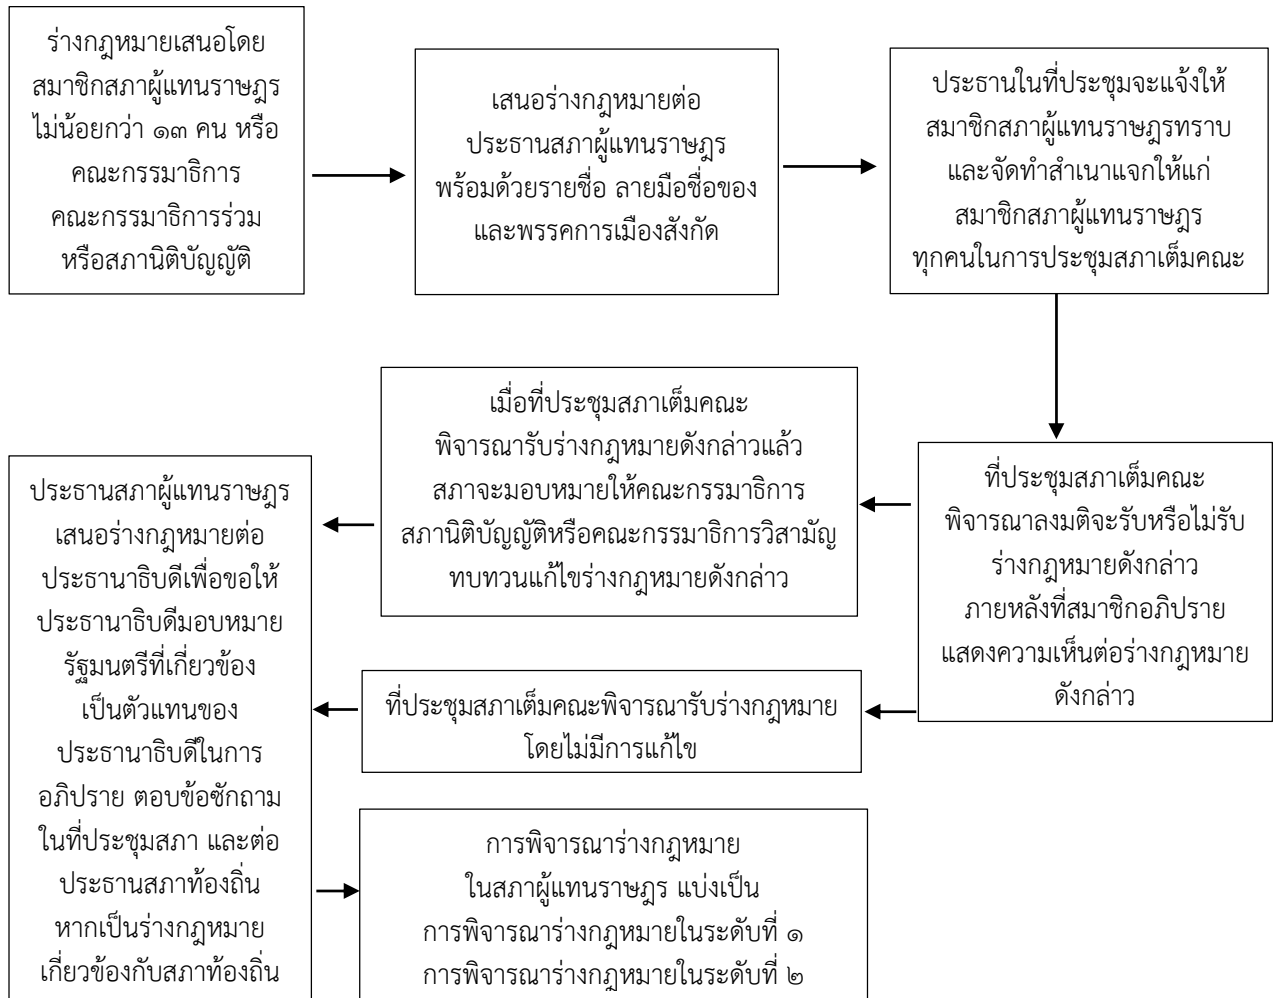 ร่างกฎหมายเสนอโดย
สมาชิกสภาผู้แทนราษฎร
ไม่น้อยกว่า ๑๓ คน หรือ
คณะกรรมาธิการ
คณะกรรมาธิการร่วม
หรือสภานิติบัญญัติ
เสนอร่างกฎหมายต่อ
ประธานสภาผู้แทนราษฎร
พร้อมด้วยรายชื่อ ลายมือชื่อของ
และพรรคการเมืองสังกัด
ประธานในที่ประชุมจะแจ้งให้
สมาชิกสภาผู้แทนราษฎรทราบ
และจัดทำสำเนาแจกให้แก่
สมาชิกสภาผู้แทนราษฎร
ทุกคนในการประชุมสภาเต็มคณะ
ที่ประชุมสภาเต็มคณะ
พิจารณาลงมติจะรับหรือไม่รับ
ร่างกฎหมายดังกล่าว
ภายหลังที่สมาชิกอภิปราย
แสดงความเห็นต่อร่างกฎหมาย
ดังกล่าว
เมื่อที่ประชุมสภาเต็มคณะ
พิจารณารับร่างกฎหมายดังกล่าวแล้ว
สภาจะมอบหมายให้คณะกรรมาธิการ
สภานิติบัญญัติหรือคณะกรรมาธิการวิสามัญ
ทบทวนแก้ไขร่างกฎหมายดังกล่าว
ที่ประชุมสภาเต็มคณะพิจารณารับร่างกฎหมาย
โดยไม่มีการแก้ไข
ประธานสภาผู้แทนราษฎร
เสนอร่างกฎหมายต่อ
ประธานาธิบดีเพื่อขอให้
ประธานาธิบดีมอบหมาย
รัฐมนตรีที่เกี่ยวข้อง
เป็นตัวแทนของ
ประธานาธิบดีในการ
อภิปราย ตอบข้อซักถาม
ในที่ประชุมสภา และต่อ
ประธานสภาท้องถิ่น
หากเป็นร่างกฎหมาย
เกี่ยวข้องกับสภาท้องถิ่น
การพิจารณาร่างกฎหมาย
ในสภาผู้แทนราษฎร แบ่งเป็น
การพิจารณาร่างกฎหมายในระดับที่ ๑
การพิจารณาร่างกฎหมายในระดับที่ ๒